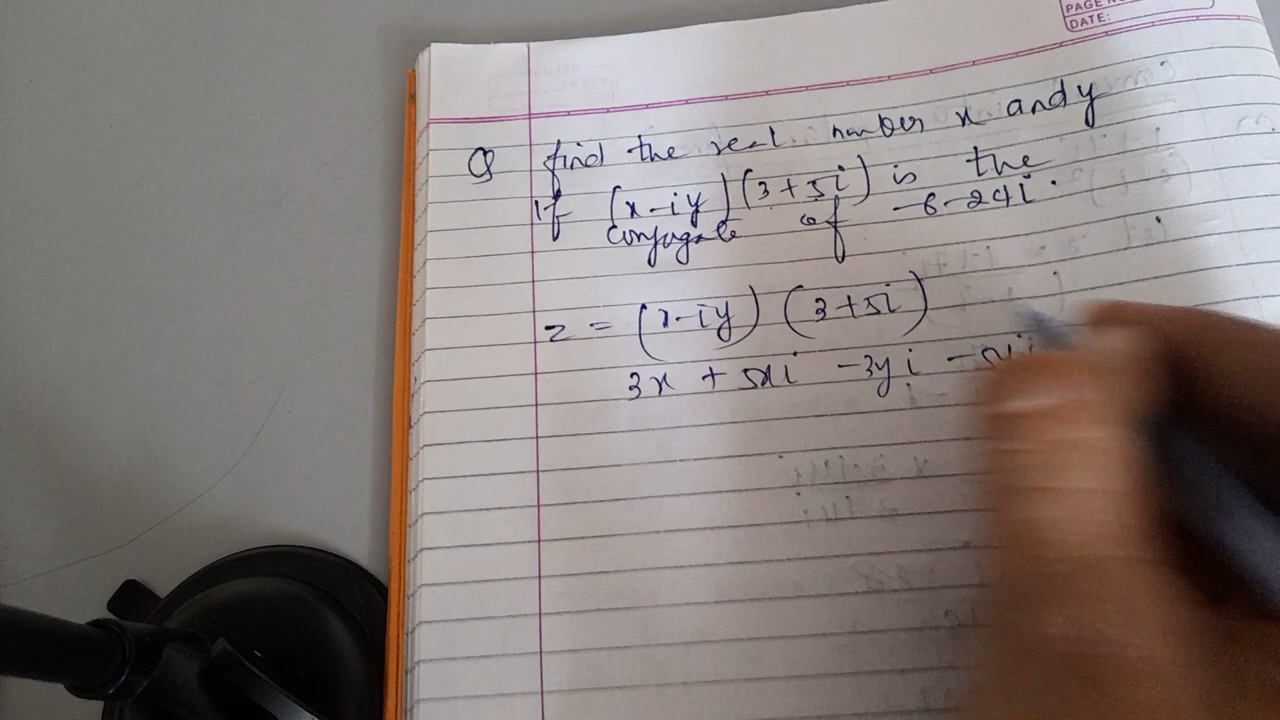 PAGE N
DATE:
Q find the real number x and y
If (x-iy) (3+5i) is the
conjugate of -6-24i.
z = (x-iy) (3+5i)
3x + 5xi -3yi -5yi